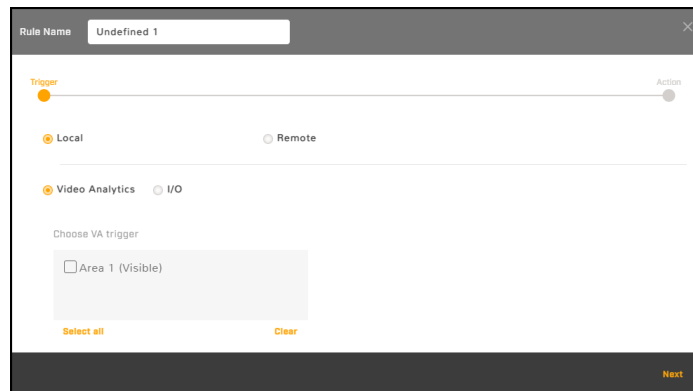 Rule Name
Undefined 1
Trigger
Action
Local
Remote
Video Analytics
I/O
Choose VA trigger
Area 1 (Visible)
Select all
Clear
Next